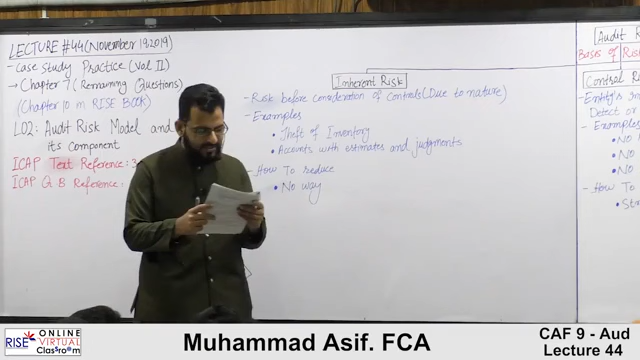 LECTURE #44 (November 19, 2019)
- Case Study Practice (Vol II)
→ Chapter 7 (Remaining Questions)
(Chapter 10 in RISE BOOK)
LO2: Audit Risk Model and
its Component
ICAP Text Reference: 3
ICAP Q.B Reference:
Inherent Risk
- Risk before consideration of controls (Due to nature)
- Examples
• Theft of Inventory
• Accounts with estimates and judgments
- How To reduce
• No way
Audit R
Bases of Risk
Control R
- Entity's In
Detect or
- Examples
• No
• No
• No
- How To
RISE ONLINE VIRTUAL Classroom
Muhammad Asif. FCA
CAF 9 - Aud
Lecture 44